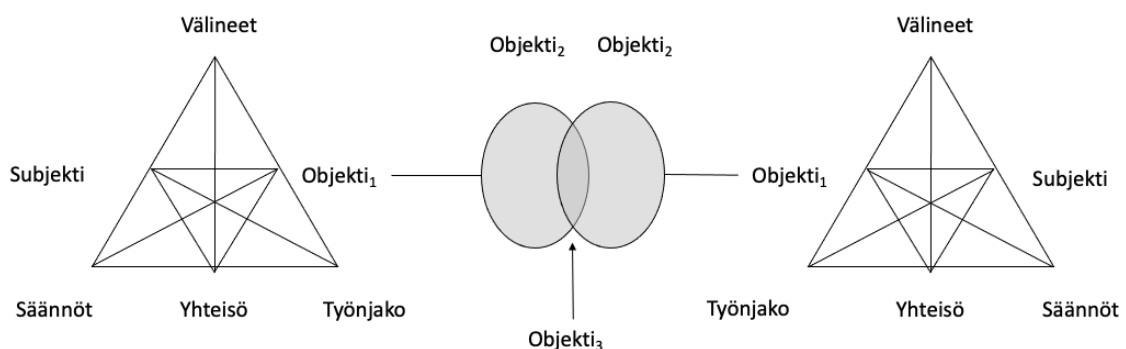 Välineet
Objekti₂
Objekti₂
Välineet
Subjekti
Objekti₁
Objekti₁
Subjekti
Säännöt
Yhteisö
Työnjako
Työnjako
Yhteisö
Säännöt
Objekti₃